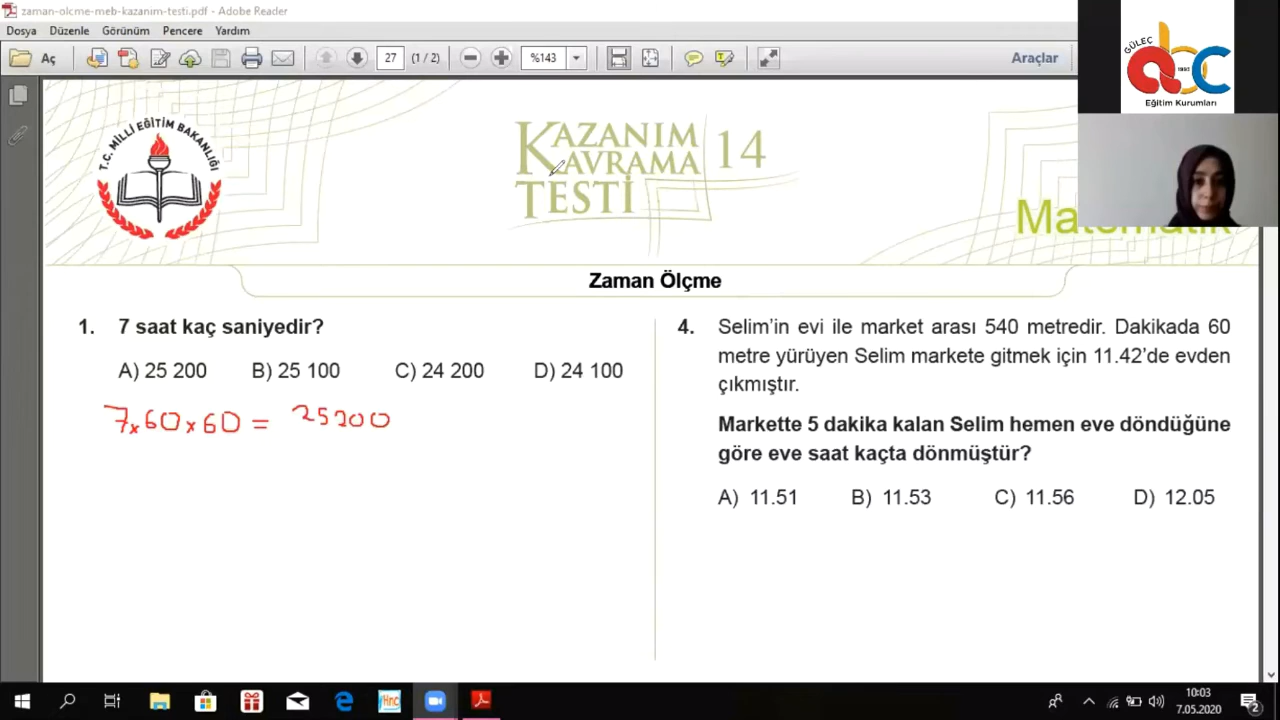 zaman-olcme-meb-kazanim-testi.pdf - Adobe Reader
Dosya Düzenle Görünüm Pencere Yardım
Aç 27 (1 / 2) %143 Araçlar
GÜLEÇ
abc
1992
Eğitim Kurumları
T.C. MİLLİ EĞİTİM BAKANLIĞI
KAZANIM
KAVRAMA
TESTİ
14
Matematik
Zaman Ölçme
1. 7 saat kaç saniyedir?
A) 25 200 B) 25 100 C) 24 200 D) 24 100
7x60x60 = 25200
4. Selim’in evi ile market arası 540 metredir. Dakikada 60
metre yürüyen Selim markete gitmek için 11.42’de evden
çıkmıştır.
Markette 5 dakika kalan Selim hemen eve döndüğüne
göre eve saat kaçta dönmüştür?
A) 11.51 B) 11.53 C) 11.56 D) 12.05
10:03
7.05.2020
2